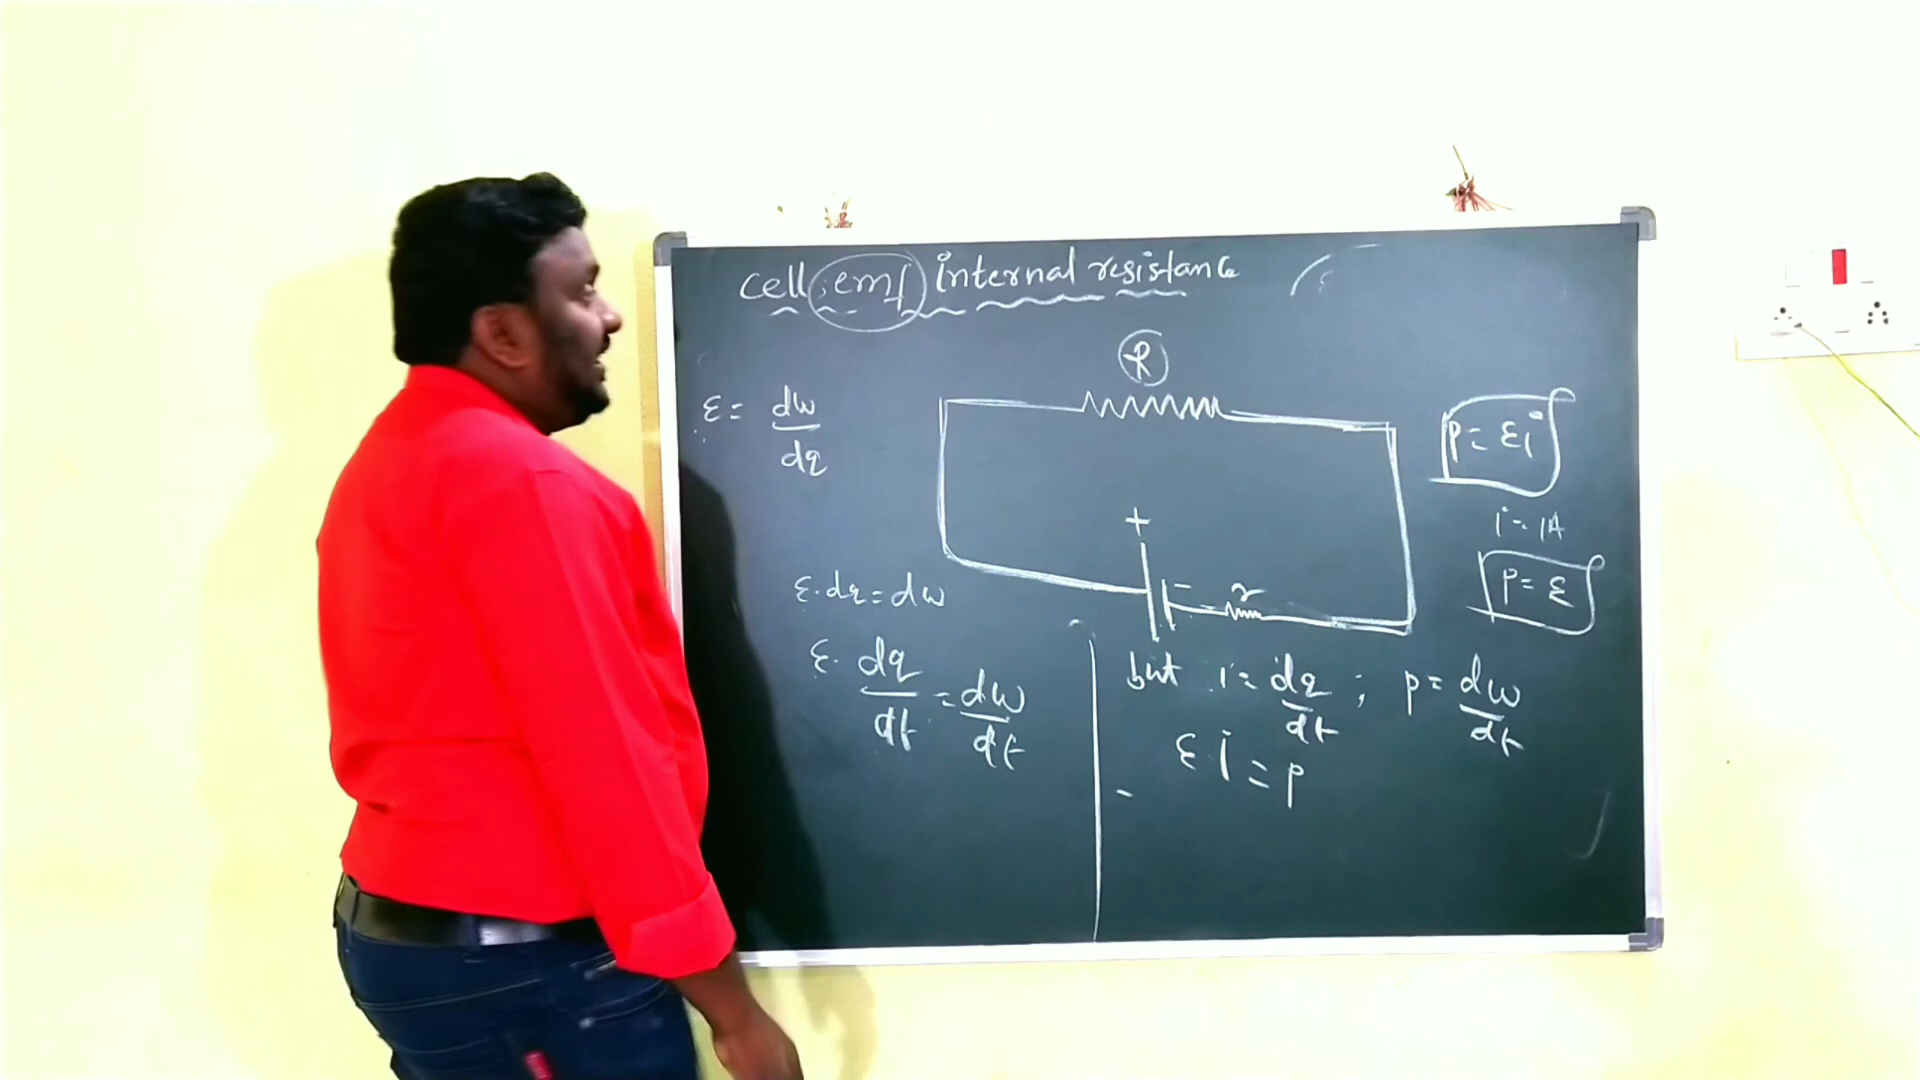 cell; emf internal resistance
R
ε = dw/dq
P = εi
i = 1A
P = ε
+
-
r
ε.dq = dw
ε. dq/dt = dw/dt
but i = dq/dt ; P = dw/dt
ε i = P